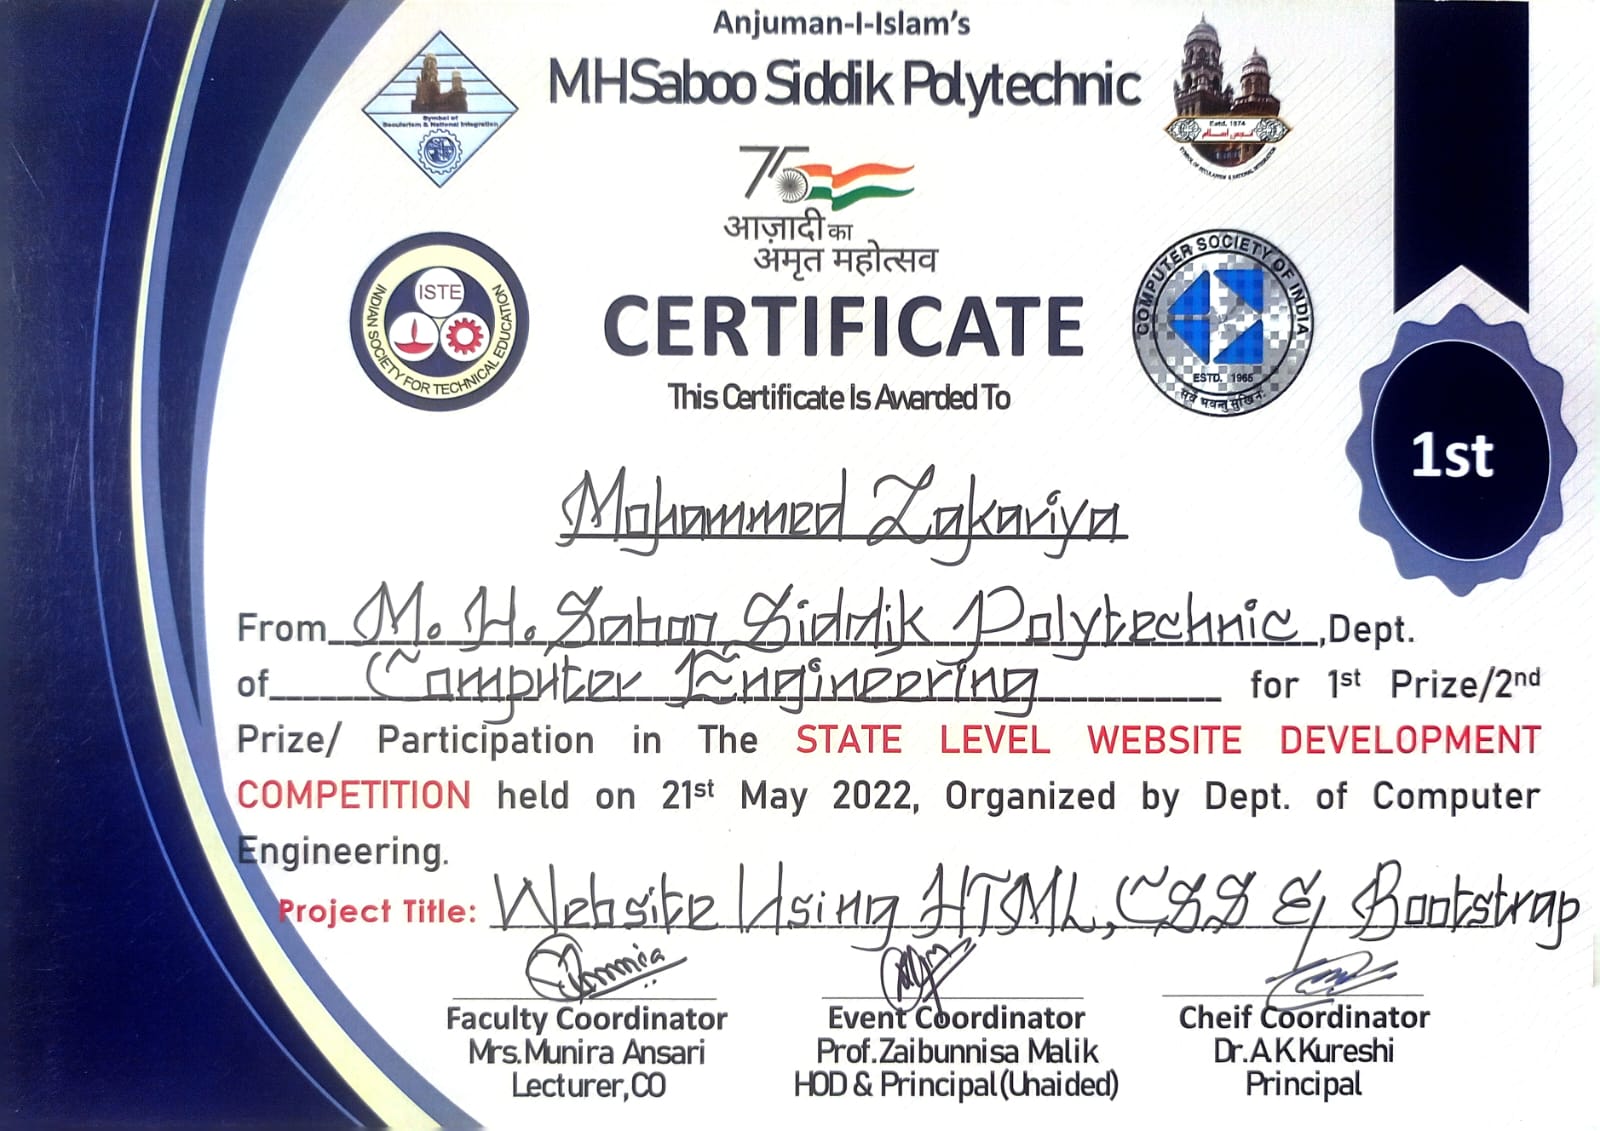 Anjuman-I-Islam's
MHSaboo Siddik Polytechnic
Symbol of
Secularism & National Integration
Estd. 1874
75
आज़ादी का
अमृत महोत्सव
ISTE
INDIAN SOCIETY FOR TECHNICAL EDUCATION
COMPUTER SOCIETY OF INDIA
ESTD. 1965
CERTIFICATE
This Certificate Is Awarded To
1st
Mohammed Zakariya
From M. H. Saboo Siddik Polytechnic ,Dept.
of Computer Engineering for 1st Prize/2nd
Prize/ Participation in The STATE LEVEL WEBSITE DEVELOPMENT
COMPETITION held on 21st May 2022, Organized by Dept. of Computer
Engineering.
Project Title: Website Using HTML, CSS & Bootstrap
Faculty Coordinator
Mrs.Munira Ansari
Lecturer,CO
Event Coordinator
Prof.Zaibunnisa Malik
HOD & Principal(Unaided)
Cheif Coordinator
Dr.A K Kureshi
Principal